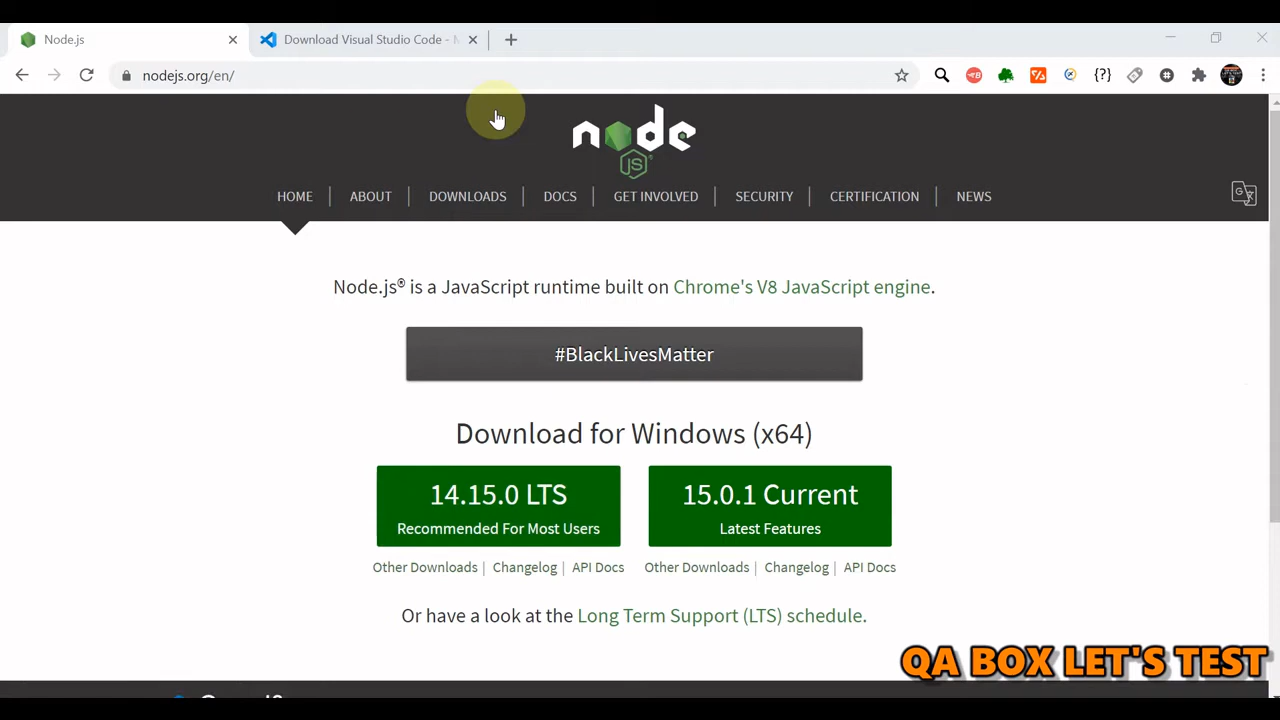 Node.js
Download Visual Studio Code -
nodejs.org/en/
node
JS
HOME | ABOUT | DOWNLOADS | DOCS | GET INVOLVED | SECURITY | CERTIFICATION | NEWS
Node.js® is a JavaScript runtime built on Chrome's V8 JavaScript engine.
#BlackLivesMatter
Download for Windows (x64)
14.15.0 LTS
Recommended For Most Users
15.0.1 Current
Latest Features
Other Downloads | Changelog | API Docs
Other Downloads | Changelog | API Docs
Or have a look at the Long Term Support (LTS) schedule.
QA BOX LET'S TEST